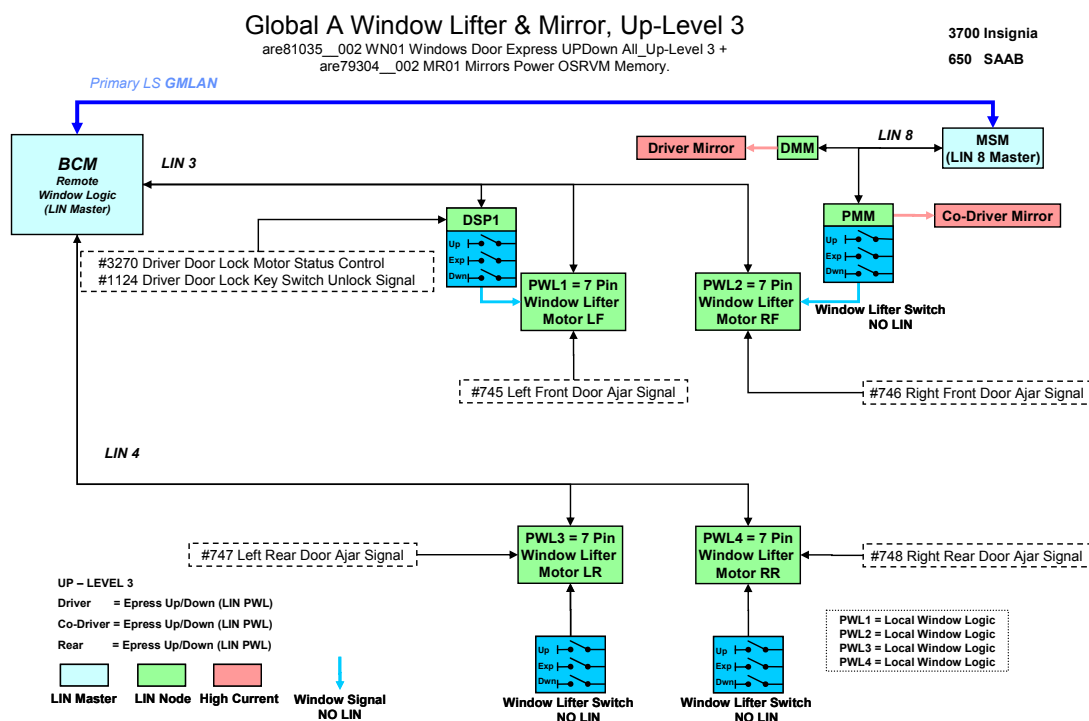 Global A Window Lifter & Mirror, Up-Level 3
are81035__002 WN01 Windows Door Express UPDown All_Up-Level 3 +
are79304__002 MR01 Mirrors Power OSRVM Memory.
3700 Insignia
650 SAAB
Primary LS GMLAN
BCM
Remote
Window Logic
(LIN Master)
LIN 3
Driver Mirror
DMM
LIN 8
MSM
(LIN 8 Master)
DSP1
Up
Exp
Dwn
PMM
Up
Exp
Dwn
Co-Driver Mirror
#3270 Driver Door Lock Motor Status Control
#1124 Driver Door Lock Key Switch Unlock Signal
PWL1 = 7 Pin
Window Lifter
Motor LF
PWL2 = 7 Pin
Window Lifter
Motor RF
Window Lifter Switch
NO LIN
#745 Left Front Door Ajar Signal
#746 Right Front Door Ajar Signal
LIN 4
#747 Left Rear Door Ajar Signal
PWL3 = 7 Pin
Window Lifter
Motor LR
PWL4 = 7 Pin
Window Lifter
Motor RR
#748 Right Rear Door Ajar Signal
UP – LEVEL 3
Driver = Epress Up/Down (LIN PWL)
Co-Driver = Epress Up/Down (LIN PWL)
Rear = Epress Up/Down (LIN PWL)
LIN Master
LIN Node
High Current
Window Signal
NO LIN
Up
Exp
Dwn
Window Lifter Switch
NO LIN
Up
Exp
Dwn
Window Lifter Switch
NO LIN
PWL1 = Local Window Logic
PWL2 = Local Window Logic
PWL3 = Local Window Logic
PWL4 = Local Window Logic